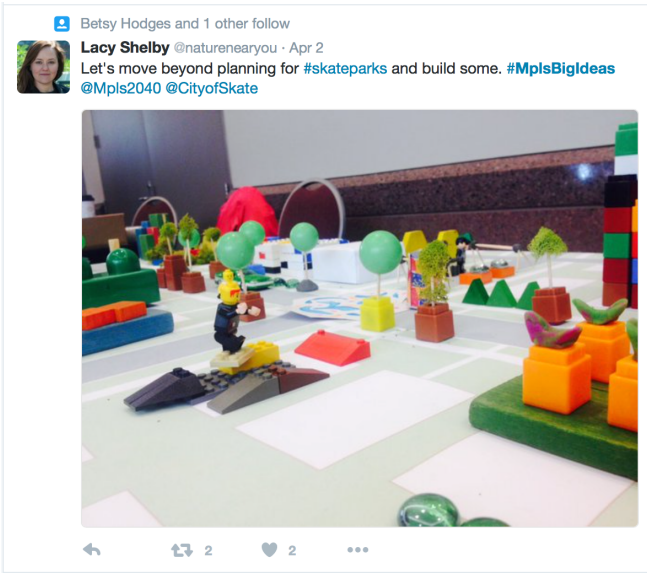 Betsy Hodges and 1 other follow
Lacy Shelby @naturenearyou · Apr 2
Let's move beyond planning for #skateparks and build some. #MplsBigIdeas
@Mpls2040 @CityofSkate
2 2